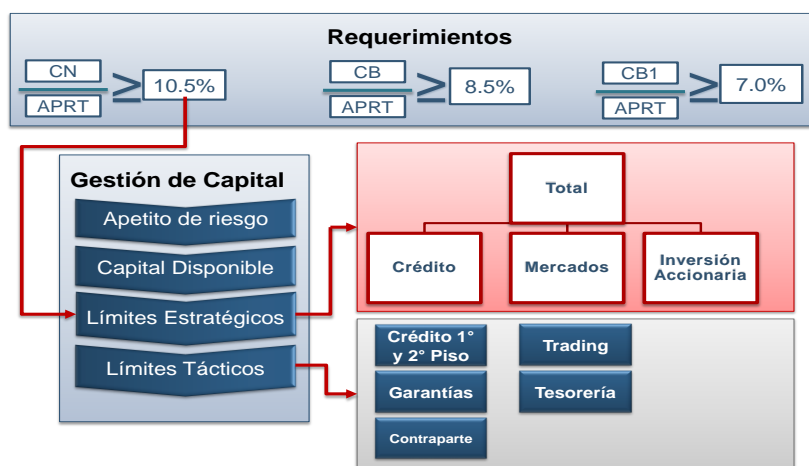 Requerimientos
CN
APRT
≥
10.5%
CB
APRT
≥
8.5%
CB1
APRT
≥
7.0%
Gestión de Capital
Apetito de riesgo
Capital Disponible
Límites Estratégicos
Límites Tácticos
Total
Crédito
Mercados
Inversión
Accionaria
Crédito 1°
y 2° Piso
Trading
Garantías
Tesorería
Contraparte